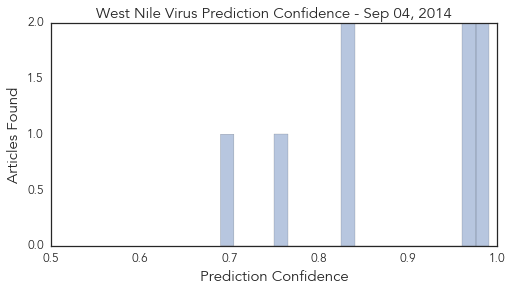 West Nile Virus Prediction Confidence - Sep 04, 2014
2.0
1.5
1.0
0.5
0.0
Articles Found
0.5 0.6 0.7 0.8 0.9 1.0
Prediction Confidence